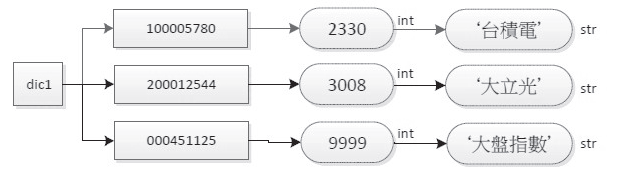 100005780 2330 int ‘台積電’ str
dic1 200012544 3008 int ‘大立光’ str
000451125 9999 int ‘大盤指數’ str